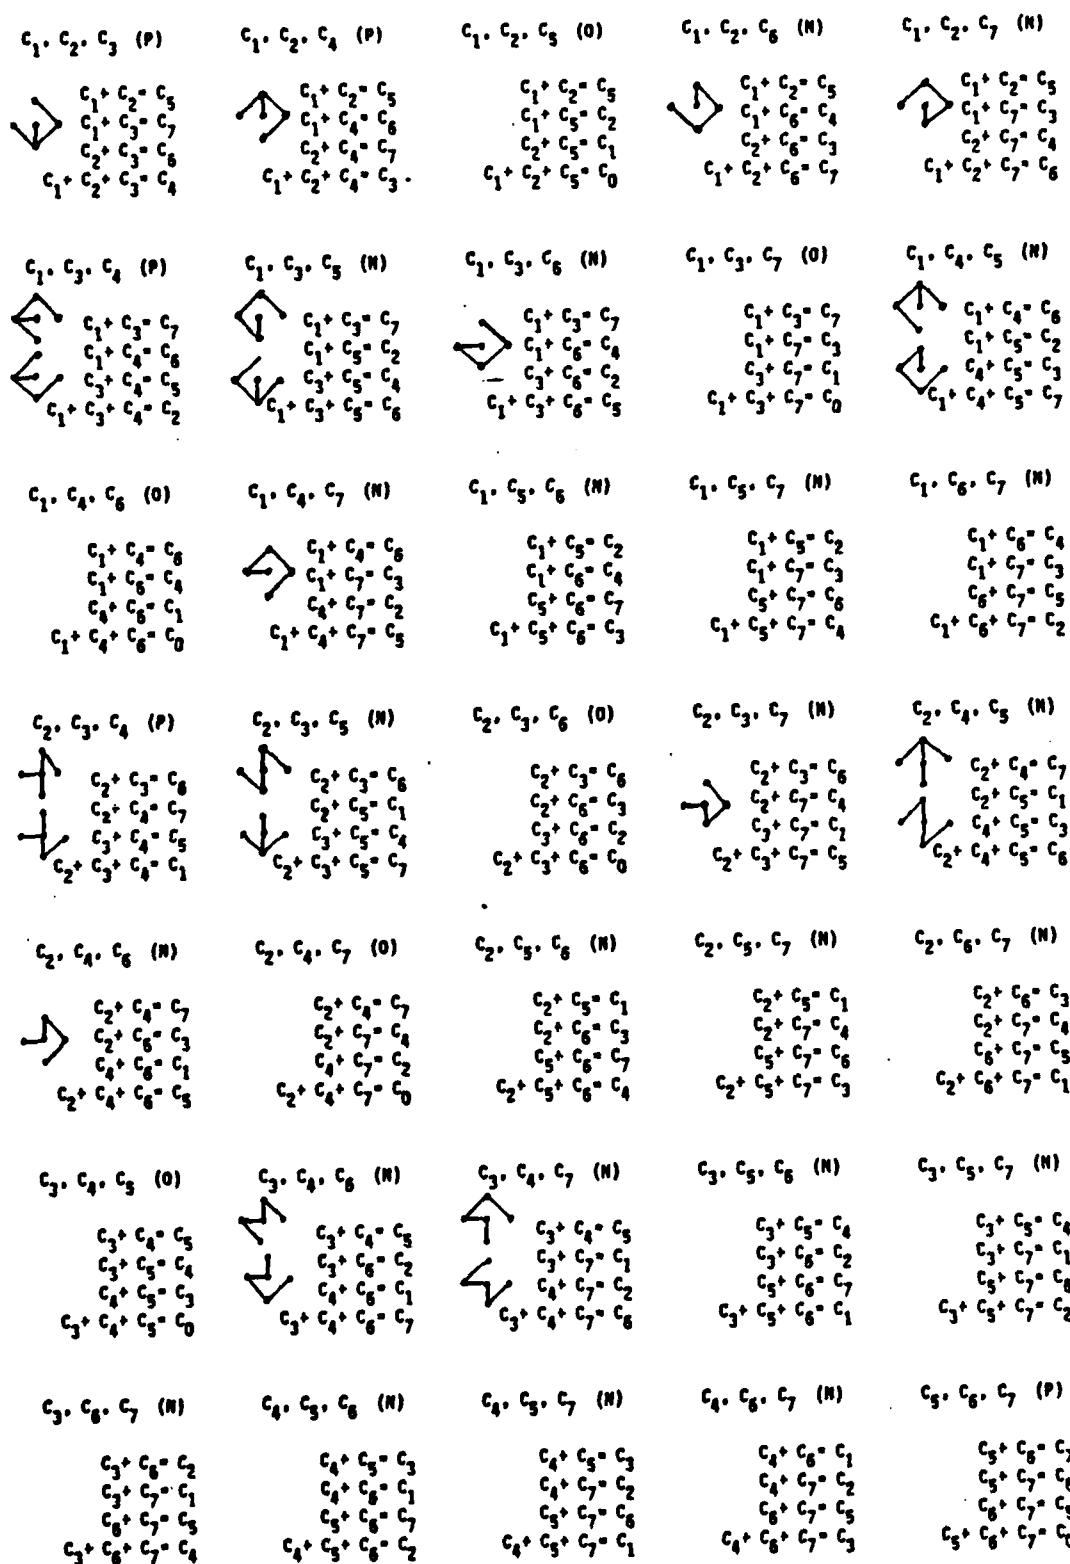 C₁, C₂, C₃ (P)
C₁+ C₂= C₅
C₁+ C₃= C₇
C₂+ C₃= C₆
C₁+ C₂+ C₃= C₄
C₁, C₂, C₄ (P)
C₁+ C₂= C₅
C₁+ C₄= C₆
C₂+ C₄= C₇
C₁+ C₂+ C₄= C₃
C₁, C₂, C₅ (O)
C₁+ C₂= C₅
C₁+ C₅= C₂
C₂+ C₅= C₁
C₁+ C₂+ C₅= C₀
C₁, C₂, C₆ (N)
C₁+ C₂= C₅
C₁+ C₆= C₄
C₂+ C₆= C₃
C₁+ C₂+ C₆= C₇
C₁, C₂, C₇ (N)
C₁+ C₂= C₅
C₁+ C₇= C₃
C₂+ C₇= C₄
C₁+ C₂+ C₇= C₆
C₁, C₃, C₄ (P)
C₁+ C₃= C₇
C₁+ C₄= C₆
C₃+ C₄= C₅
C₁+ C₃+ C₄= C₂
C₁, C₃, C₅ (N)
C₁+ C₃= C₇
C₁+ C₅= C₂
C₃+ C₅= C₄
C₁+ C₃+ C₅= C₆
C₁, C₃, C₆ (N)
C₁+ C₃= C₇
C₁+ C₆= C₄
C₃+ C₆= C₂
C₁+ C₃+ C₆= C₅
C₁, C₃, C₇ (O)
C₁+ C₃= C₇
C₁+ C₇= C₃
C₃+ C₇= C₁
C₁+ C₃+ C₇= C₀
C₁, C₄, C₅ (N)
C₁+ C₄= C₆
C₁+ C₅= C₂
C₄+ C₅= C₃
C₁+ C₄+ C₅= C₇
C₁, C₄, C₆ (O)
C₁+ C₄= C₆
C₁+ C₆= C₄
C₄+ C₆= C₁
C₁+ C₄+ C₆= C₀
C₁, C₄, C₇ (N)
C₁+ C₄= C₆
C₁+ C₇= C₃
C₄+ C₇= C₂
C₁+ C₄+ C₇= C₅
C₁, C₅, C₆ (N)
C₁+ C₅= C₂
C₁+ C₆= C₄
C₅+ C₆= C₇
C₁+ C₅+ C₆= C₃
C₁, C₅, C₇ (N)
C₁+ C₅= C₂
C₁+ C₇= C₃
C₅+ C₇= C₆
C₁+ C₅+ C₇= C₄
C₁, C₆, C₇ (N)
C₁+ C₆= C₄
C₁+ C₇= C₃
C₆+ C₇= C₅
C₁+ C₆+ C₇= C₂
C₂, C₃, C₄ (P)
C₂+ C₃= C₆
C₂+ C₄= C₇
C₃+ C₄= C₅
C₂+ C₃+ C₄= C₁
C₂, C₃, C₅ (N)
C₂+ C₃= C₆
C₂+ C₅= C₁
C₃+ C₅= C₄
C₂+ C₃+ C₅= C₇
C₂, C₃, C₆ (O)
C₂+ C₃= C₆
C₂+ C₆= C₃
C₃+ C₆= C₂
C₂+ C₃+ C₆= C₀
C₂, C₃, C₇ (N)
C₂+ C₃= C₆
C₂+ C₇= C₄
C₃+ C₇= C₁
C₂+ C₃+ C₇= C₅
C₂, C₄, C₅ (N)
C₂+ C₄= C₇
C₂+ C₅= C₁
C₄+ C₅= C₃
C₂+ C₄+ C₅= C₆
C₂, C₄, C₆ (N)
C₂+ C₄= C₇
C₂+ C₆= C₃
C₄+ C₆= C₁
C₂+ C₄+ C₆= C₅
C₂, C₄, C₇ (O)
C₂+ C₄= C₇
C₂+ C₇= C₄
C₄+ C₇= C₂
C₂+ C₄+ C₇= C₀
C₂, C₅, C₆ (N)
C₂+ C₅= C₁
C₂+ C₆= C₃
C₅+ C₆= C₇
C₂+ C₅+ C₆= C₄
C₂, C₅, C₇ (N)
C₂+ C₅= C₁
C₂+ C₇= C₄
C₅+ C₇= C₆
C₂+ C₅+ C₇= C₃
C₂, C₆, C₇ (N)
C₂+ C₆= C₃
C₂+ C₇= C₄
C₆+ C₇= C₅
C₂+ C₆+ C₇= C₁
C₃, C₄, C₅ (O)
C₃+ C₄= C₅
C₃+ C₅= C₄
C₄+ C₅= C₃
C₃+ C₄+ C₅= C₀
C₃, C₄, C₆ (N)
C₃+ C₄= C₅
C₃+ C₆= C₂
C₄+ C₆= C₁
C₃+ C₄+ C₆= C₇
C₃, C₄, C₇ (N)
C₃+ C₄= C₅
C₃+ C₇= C₁
C₄+ C₇= C₂
C₃+ C₄+ C₇= C₆
C₃, C₅, C₆ (N)
C₃+ C₅= C₄
C₃+ C₆= C₂
C₅+ C₆= C₇
C₃+ C₅+ C₆= C₁
C₃, C₅, C₇ (N)
C₃+ C₅= C₄
C₃+ C₇= C₁
C₅+ C₇= C₆
C₃+ C₅+ C₇= C₂
C₃, C₆, C₇ (N)
C₃+ C₆= C₂
C₃+ C₇= C₁
C₆+ C₇= C₅
C₃+ C₆+ C₇= C₄
C₄, C₅, C₆ (N)
C₄+ C₅= C₃
C₄+ C₆= C₁
C₅+ C₆= C₇
C₄+ C₅+ C₆= C₂
C₄, C₅, C₇ (N)
C₄+ C₅= C₃
C₄+ C₇= C₂
C₅+ C₇= C₆
C₄+ C₅+ C₇= C₁
C₄, C₆, C₇ (N)
C₄+ C₆= C₁
C₄+ C₇= C₂
C₆+ C₇= C₅
C₄+ C₆+ C₇= C₃
C₅, C₆, C₇ (P)
C₅+ C₆= C₇
C₅+ C₇= C₆
C₆+ C₇= C₅
C₅+ C₆+ C₇= C₀